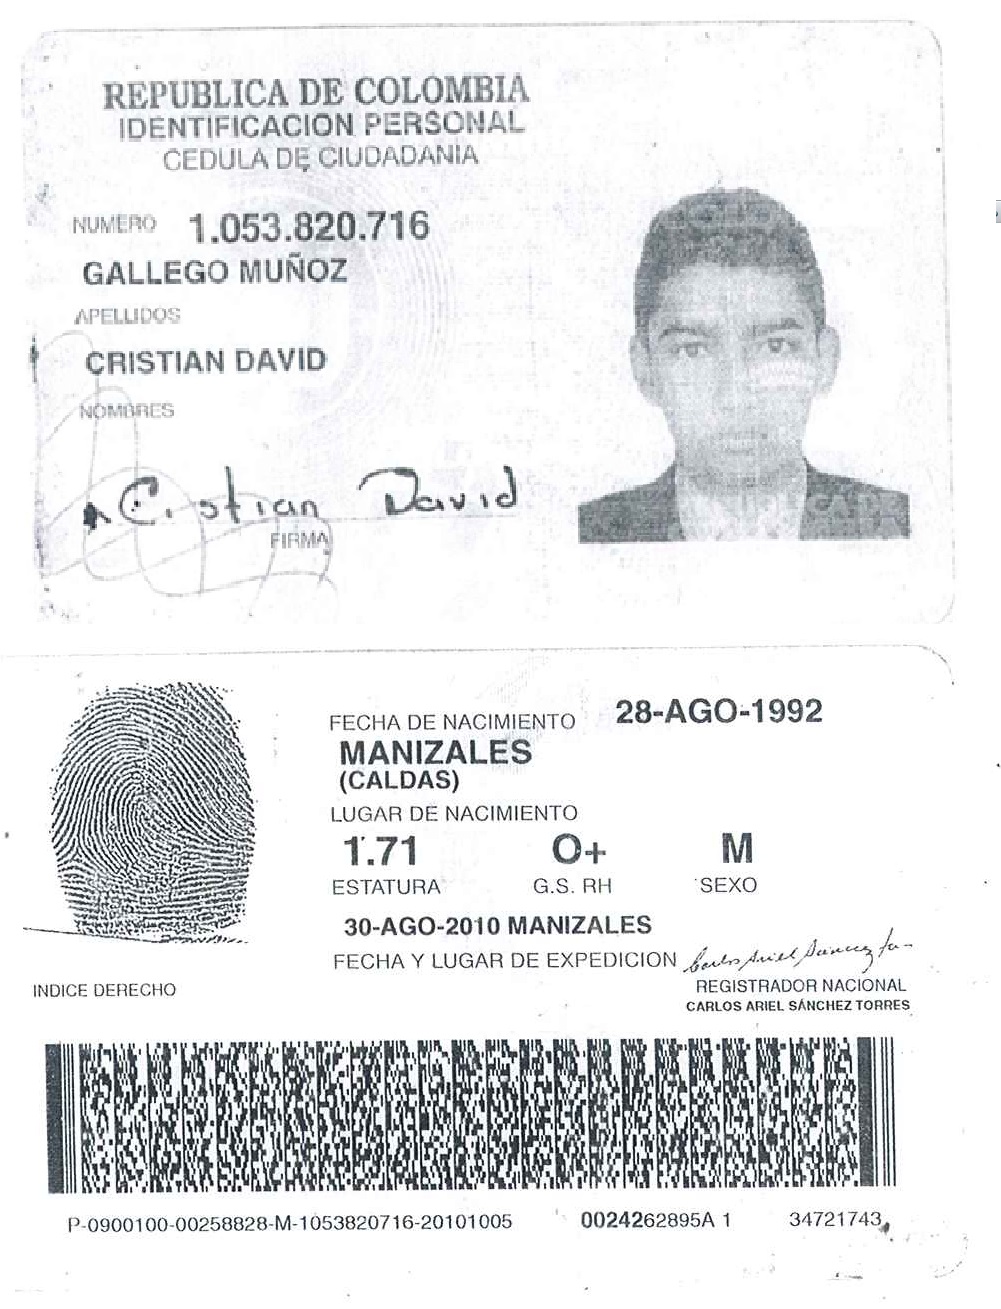 REPUBLICA DE COLOMBIA
IDENTIFICACION PERSONAL
CEDULA DE CIUDADANIA
NUMERO 1.053.820.716
GALLEGO MUÑOZ
APELLIDOS
CRISTIAN DAVID
NOMBRES
Cristian David
FIRMA
FECHA DE NACIMIENTO 28-AGO-1992
MANIZALES
(CALDAS)
LUGAR DE NACIMIENTO
1.71 O+ M
ESTATURA G.S. RH SEXO
30-AGO-2010 MANIZALES
FECHA Y LUGAR DE EXPEDICION
INDICE DERECHO
REGISTRADOR NACIONAL
CARLOS ARIEL SÁNCHEZ TORRES
P-0900100-00258828-M-1053820716-20101005 0024262895A 1 34721743